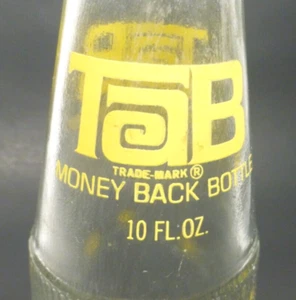 TaB
TRADE-MARK®
MONEY BACK BOTTLE
10 FL.OZ.